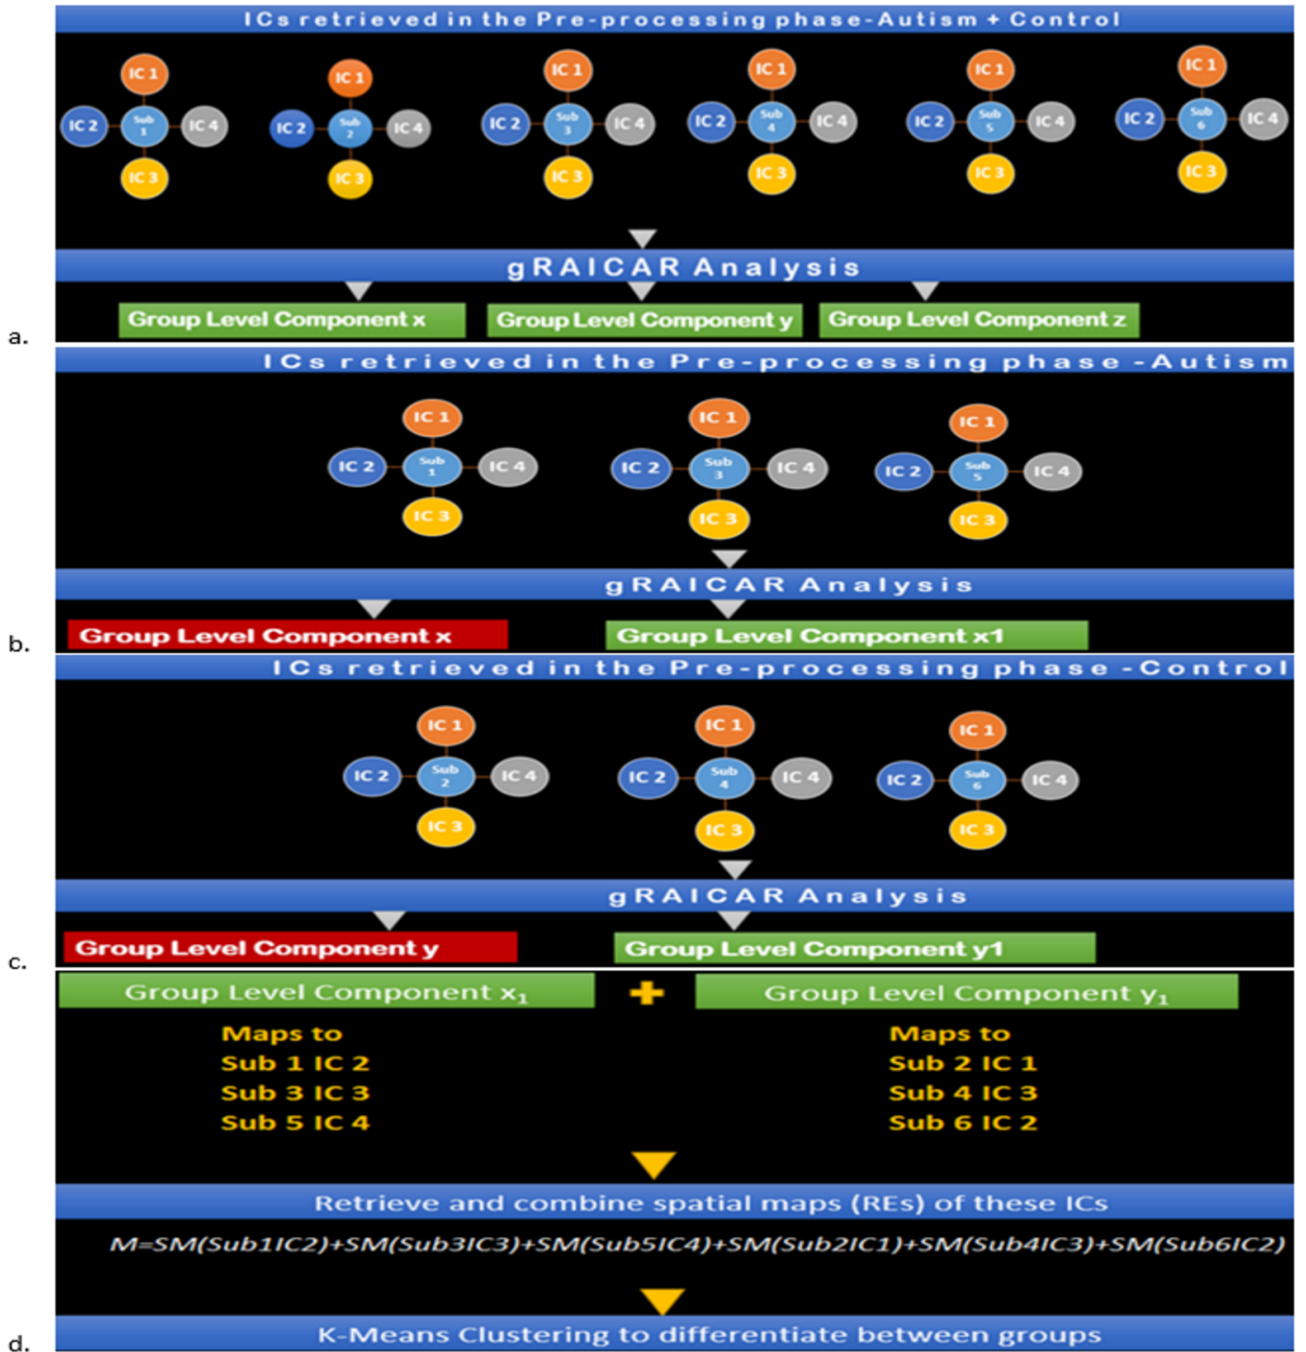 ICs retrieved in the Pre-processing phase-Autism + Control
IC 1 IC 1 IC 1 IC 1 IC 1 IC 1
IC 2 Sub 1 IC 4 IC 2 Sub 2 IC 4 IC 2 Sub 3 IC 4 IC 2 Sub 4 IC 4 IC 2 Sub 5 IC 4 IC 2 Sub 6 IC 4
IC 3 IC 3 IC 3 IC 3 IC 3 IC 3
gRAICAR Analysis
Group Level Component x Group Level Component y Group Level Component z
a.
ICs retrieved in the Pre-processing phase -Autism
IC 1 IC 1 IC 1
IC 2 Sub 1 IC 4 IC 2 Sub 3 IC 4 IC 2 Sub 5 IC 4
IC 3 IC 3 IC 3
gRAICAR Analysis
Group Level Component x Group Level Component x1
b.
ICs retrieved in the Pre-processing phase -Control
IC 1 IC 1 IC 1
IC 2 Sub 2 IC 4 IC 2 Sub 4 IC 4 IC 2 Sub 6 IC 4
IC 3 IC 3 IC 3
gRAICAR Analysis
Group Level Component y Group Level Component y1
c.
Group Level Component x₁ + Group Level Component y₁
Maps to Maps to
Sub 1 IC 2 Sub 2 IC 1
Sub 3 IC 3 Sub 4 IC 3
Sub 5 IC 4 Sub 6 IC 2
Retrieve and combine spatial maps (REs) of these ICs
M=SM(Sub1IC2)+SM(Sub3IC3)+SM(Sub5IC4)+SM(Sub2IC1)+SM(Sub4IC3)+SM(Sub6IC2)
K-Means Clustering to differentiate between groups
d.